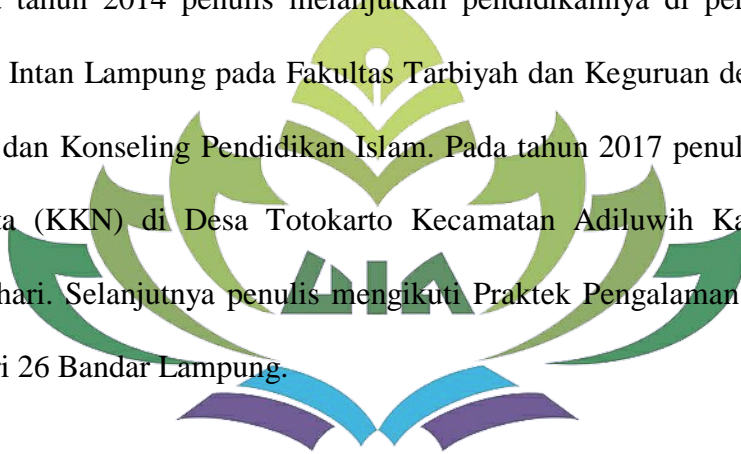 tahun 2014 penulis melanjutkan pendidikannya di
Intan Lampung pada Fakultas Tarbiyah dan Keguruan
dan Konseling Pendidikan Islam. Pada tahun 2017
(KKN) di Desa Totokarto Kecamatan Adiluwih
hari. Selanjutnya penulis mengikuti Praktek Pengalaman
26 Bandar Lampung.
UIN